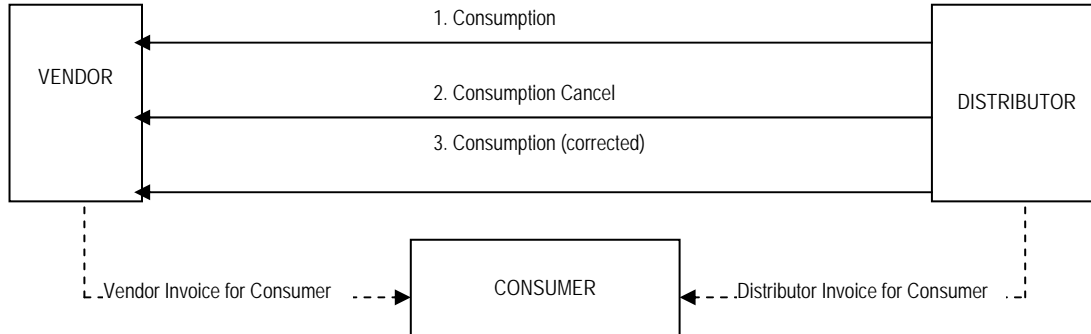 1. Consumption
VENDOR
2. Consumption Cancel
DISTRIBUTOR
3. Consumption (corrected)
Vendor Invoice for Consumer
CONSUMER
Distributor Invoice for Consumer